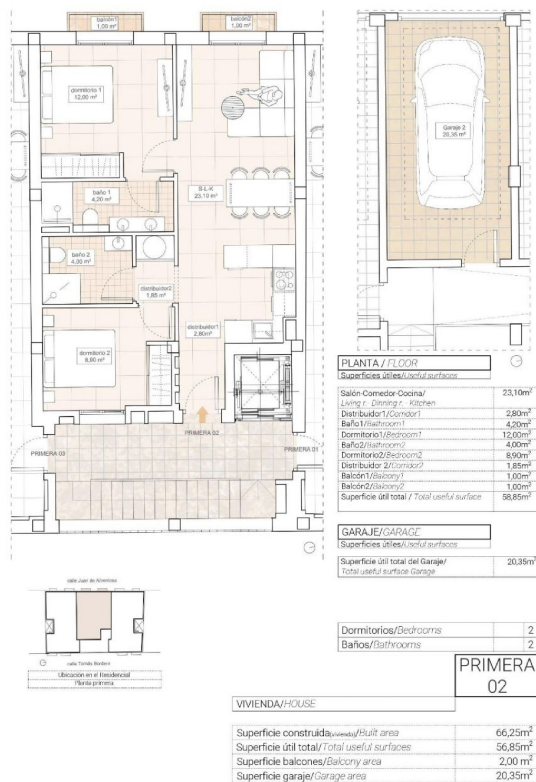 balcón1
1,00 m²
balcón2
1,00 m²
dormitorio 1
12,00 m²
Garaje 2
20,35 m²
baño 1
4,20 m²
S-L-K
23,10 m²
baño 2
4,00 m²
distribuidor2
1,85 m²
distribuidor1
2,80m²
dormitorio 2
8,90 m²
PRIMERA 02
PRIMERA 03
PRIMERA 01
PLANTA / FLOOR
Superficies útiles/Useful surfaces
Salón-Comedor-Cocina/ 23,10m²
Living r.- Dinning r. - Kitchen
Distribuidor1/Corridor1 2,80m²
Baño1/Bathroom1 4,20m²
Dormitorio1/Bedroom1 12,00m²
Baño2/Bathroom2 4,00m²
Dormitorio2/Bedroom2 8,90m²
Distribuidor 2/Corridor2 1,85m²
Balcón1/Balcony1 1,00m²
Balcón2/Balcony2 1,00m²
Superficie útil total / Total useful surface 58,85m²
GARAJE/GARAGE
Superficies útiles/Useful surfaces
Superficie útil total del Garaje/ 20,35m²
Total useful surface Garage
calle Juan de
calle Tomás
Ubicación en el Residencial
Planta primera
Dormitorios/Bedrooms 2
Baños/Bathrooms 2
PRIMERA
02
VIVIENDA/HOUSE
Superficie construida(vivienda)/Built area 66,25m²
Superficie útil total/Total useful surfaces 56,85m²
Superficie balcones/Balcony area 2,00 m²
Superficie garaje/Garage area 20,35m²